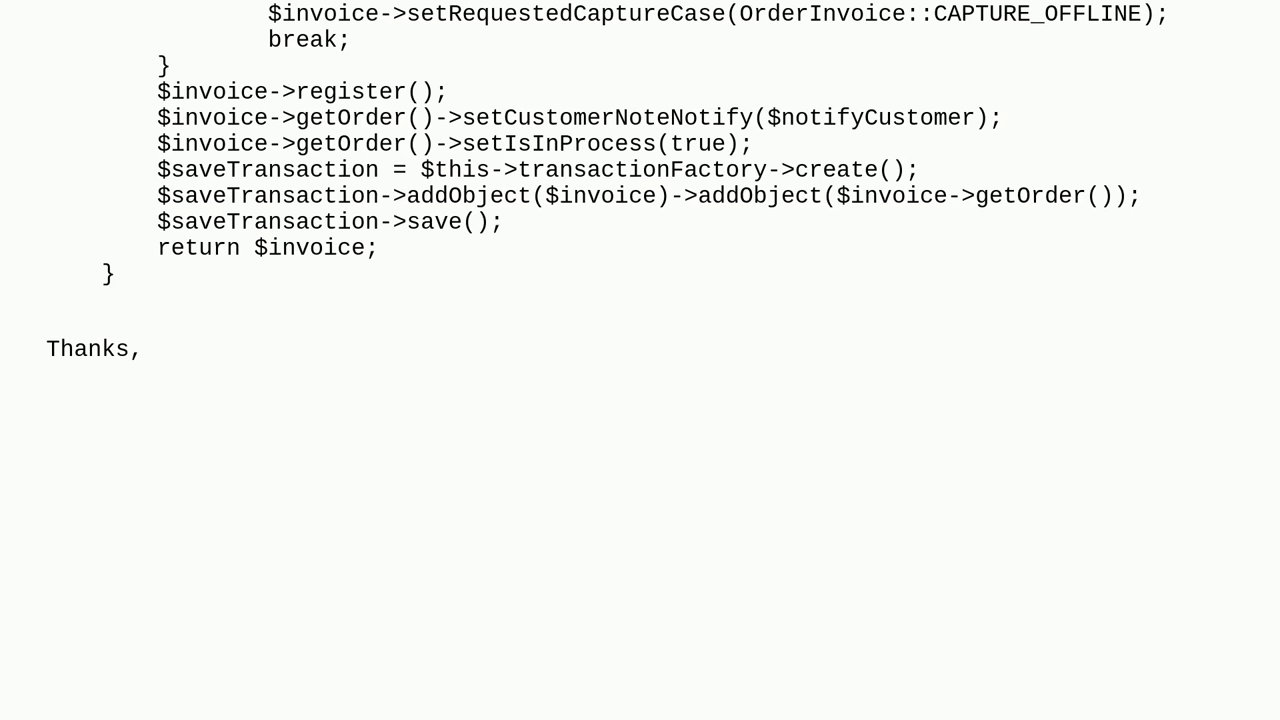 $invoice->setRequestedCaptureCase(OrderInvoice::CAPTURE_OFFLINE);
break;
}
$invoice->register();
$invoice->getOrder()->setCustomerNoteNotify($notifyCustomer);
$invoice->getOrder()->setIsInProcess(true);
$saveTransaction = $this->transactionFactory->create();
$saveTransaction->addObject($invoice)->addObject($invoice->getOrder());
$saveTransaction->save();
return $invoice;
}
Thanks,